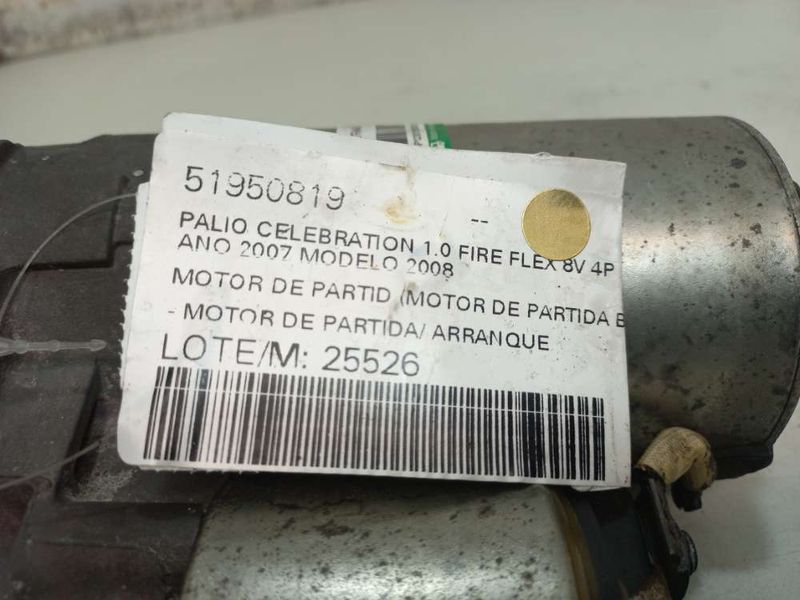 51950819
--
PALIO CELEBRATION 1.0 FIRE FLEX 8V 4P
ANO 2007 MODELO 2008
MOTOR DE PARTID (MOTOR DE PARTIDA B
- MOTOR DE PARTIDA/ ARRANQUE
LOTE/M: 25526